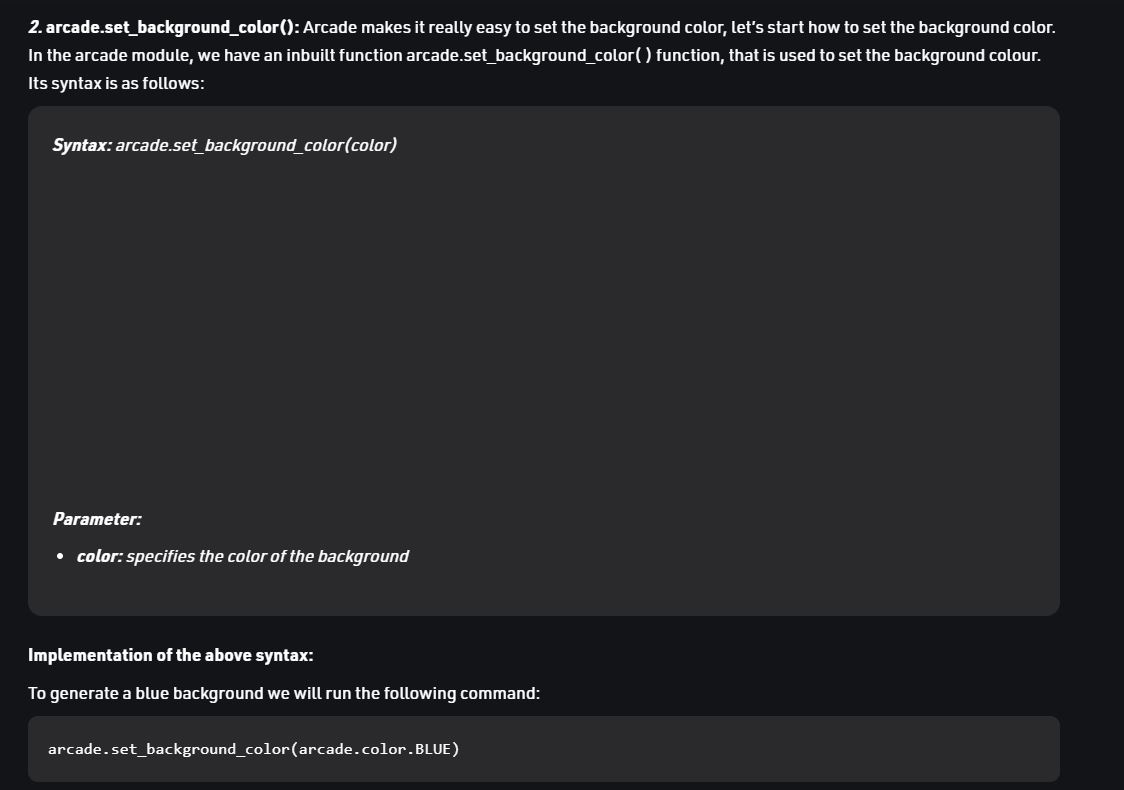 2. arcade.set_background_color(): Arcade makes it really easy to set the background color, let's start how to set the background color.
In the arcade module, we have an inbuilt function arcade.set_background_color( ) function, that is used to set the background colour.
Its syntax is as follows:
Syntax: arcade.set_background_color(color)
Parameter:
• color: specifies the color of the background
Implementation of the above syntax:
To generate a blue background we will run the following command:
arcade.set_background_color(arcade.color.BLUE)